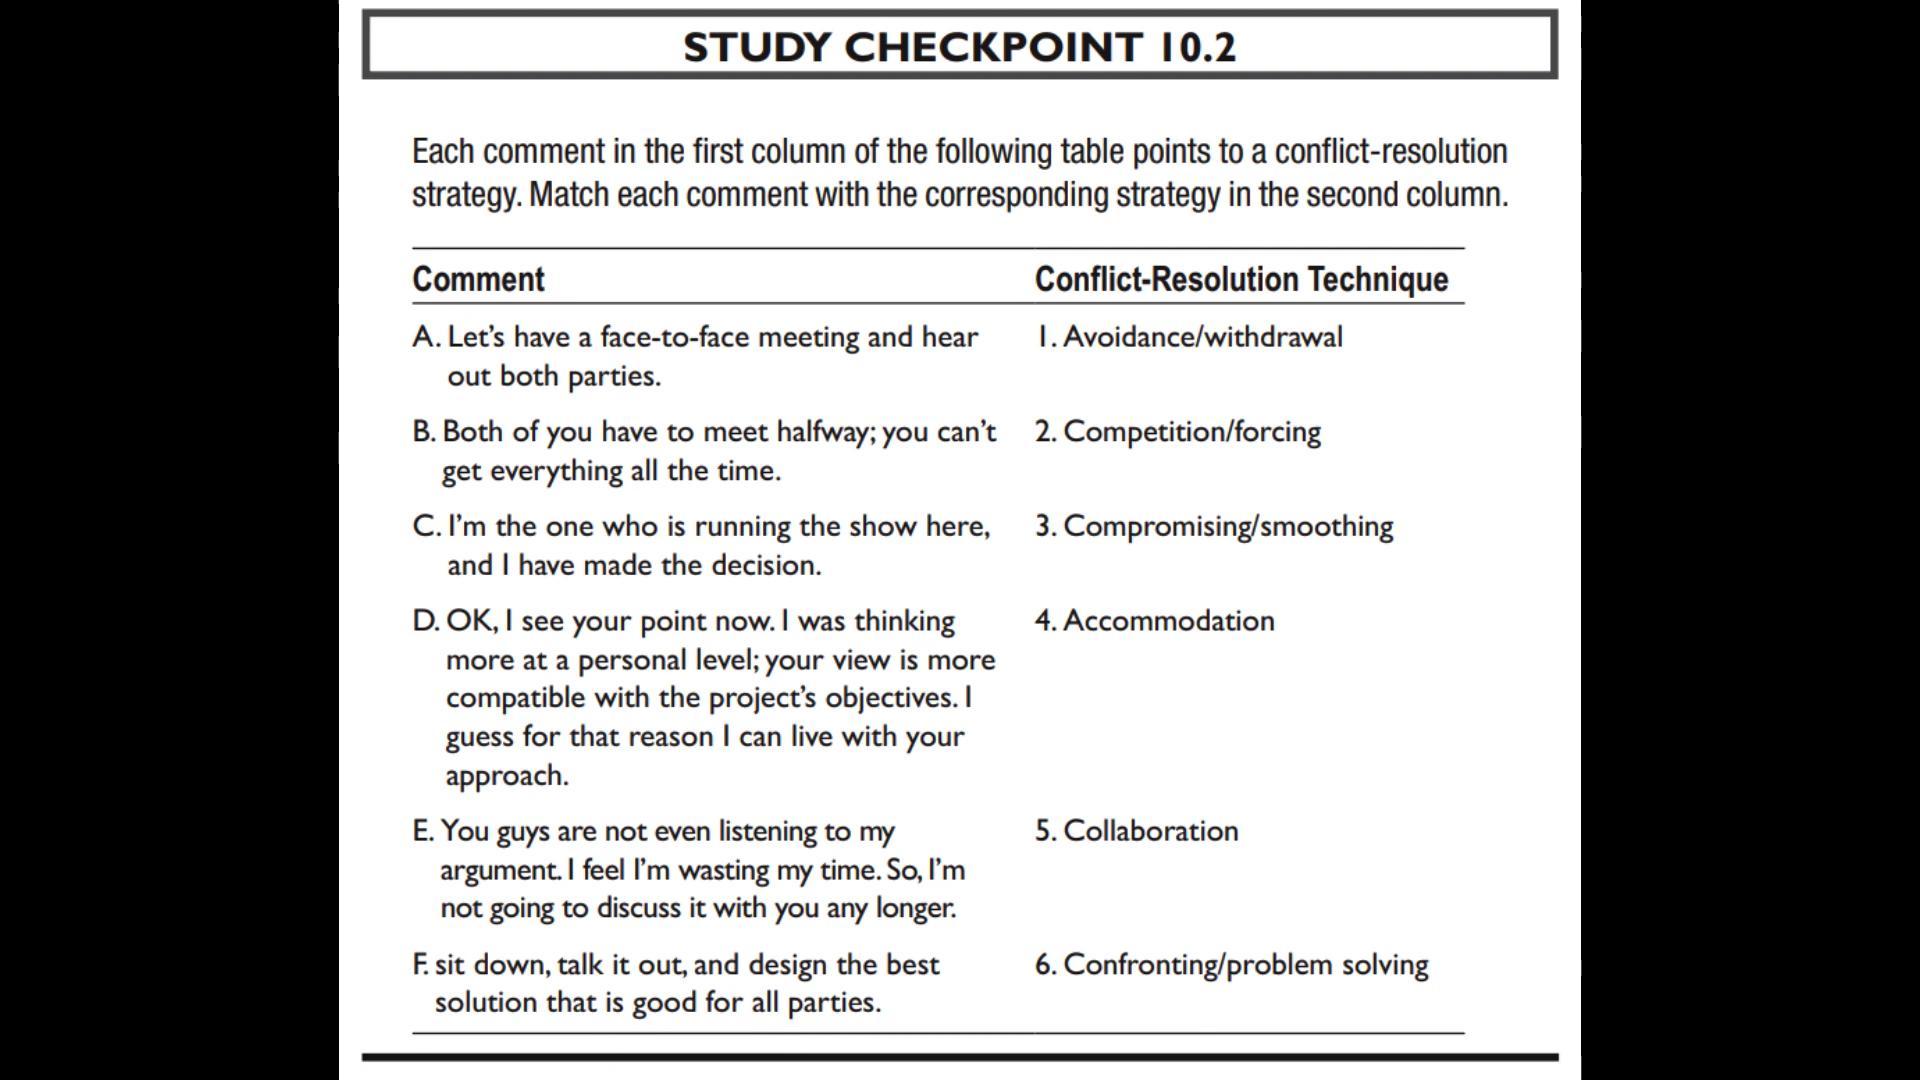 STUDY CHECKPOINT 10.2
Each comment in the first column of the following table points to a conflict-resolution
strategy. Match each comment with the corresponding strategy in the second column.
Comment Conflict-Resolution Technique
A. Let's have a face-to-face meeting and hear 1. Avoidance/withdrawal
out both parties.
B. Both of you have to meet halfway; you can't 2. Competition/forcing
get everything all the time.
C. I'm the one who is running the show here, 3. Compromising/smoothing
and I have made the decision.
D. OK, I see your point now. I was thinking 4. Accommodation
more at a personal level; your view is more
compatible with the project's objectives. I
guess for that reason I can live with your
approach.
E. You guys are not even listening to my 5. Collaboration
argument. I feel I'm wasting my time. So, I'm
not going to discuss it with you any longer.
F. sit down, talk it out, and design the best 6. Confronting/problem solving
solution that is good for all parties.